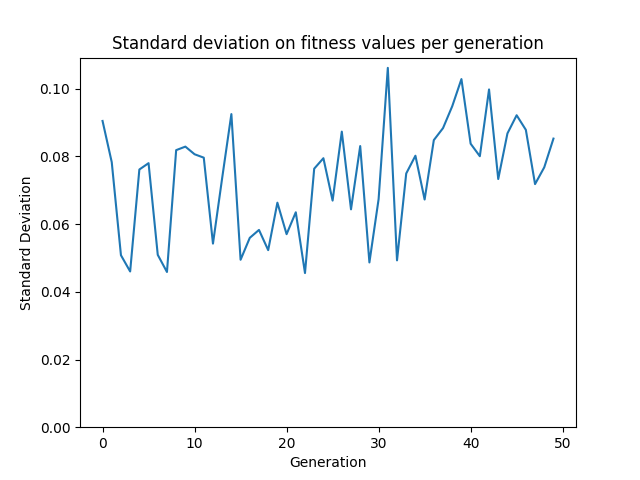 Standard deviation on fitness values per generation
0.10
0.08
0.06
0.04
0.02
0.00
Standard Deviation
0 10 20 30 40 50
Generation